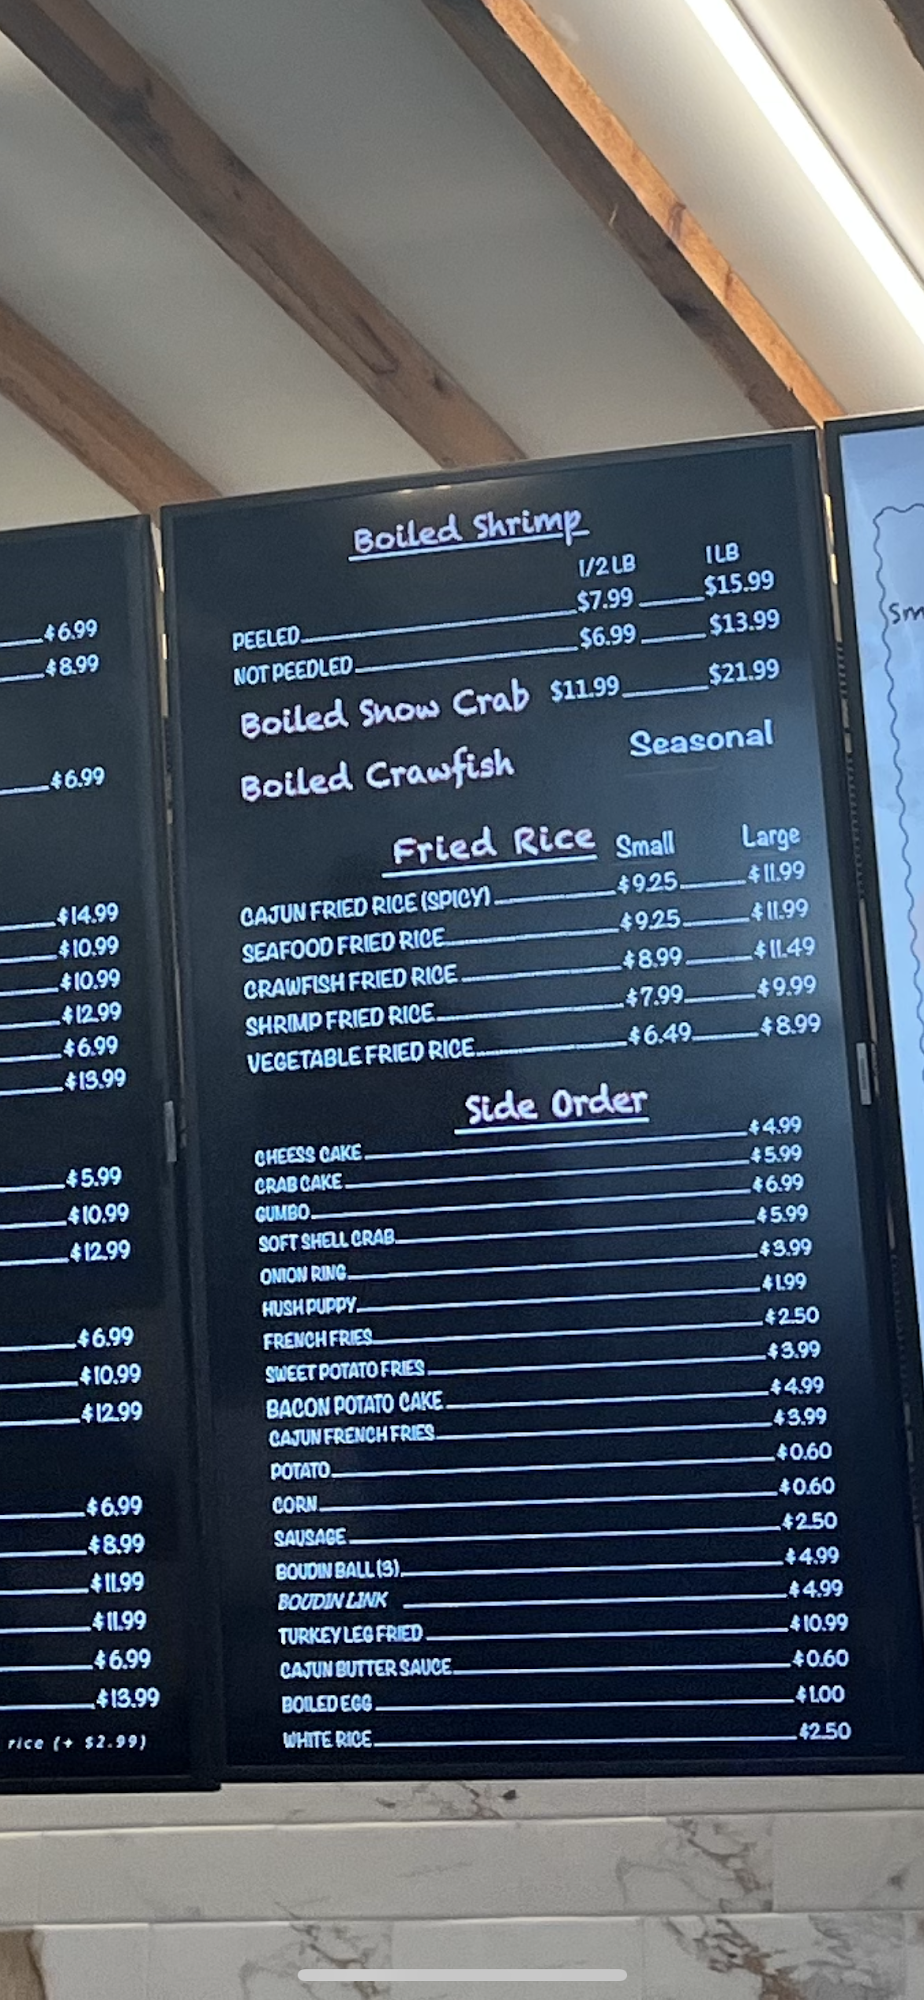 $6.99
$8.99
$6.99
$14.99
$10.99
$10.99
$12.99
$6.99
$13.99
$5.99
$10.99
$12.99
$6.99
$10.99
$12.99
$6.99
$8.99
$11.99
$11.99
$6.99
$13.99
rice (+ $2.99)
Boiled Shrimp
1/2 LB 1 LB
PEELED $7.99 $15.99
NOT PEEDLED $6.99 $13.99
Boiled Snow Crab $11.99 $21.99
Boiled Crawfish Seasonal
Fried Rice Small Large
CAJUN FRIED RICE (SPICY) $9.25 $11.99
SEAFOOD FRIED RICE $9.25 $11.99
CRAWFISH FRIED RICE $8.99 $11.49
SHRIMP FRIED RICE $7.99 $9.99
VEGETABLE FRIED RICE $6.49 $8.99
Side Order
CHEESS CAKE $4.99
CRAB CAKE $5.99
GUMBO $6.99
SOFT SHELL CRAB $5.99
ONION RING $3.99
HUSH PUPPY $1.99
FRENCH FRIES $2.50
SWEET POTATO FRIES $3.99
BACON POTATO CAKE $4.99
CAJUN FRENCH FRIES $3.99
POTATO $0.60
CORN $0.60
SAUSAGE $2.50
BOUDIN BALL (3) $4.99
BOUDIN LINK $4.99
TURKEY LEG FRIED $10.99
CAJUN BUTTER SAUCE $0.60
BOILED EGG $1.00
WHITE RICE $2.50
Sm